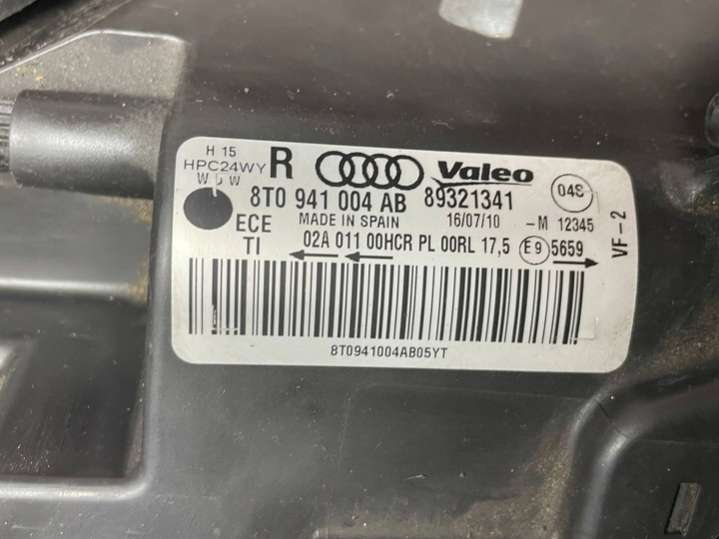 H 15
HPC24WY R Valeo
W D W
8T0 941 004 AB 89321341 04S
MADE IN SPAIN 16/07/10 -M 12345
ECE
TI 02A 011 00HCR PL 00RL 17,5 E9 5659
VF-2
8T0941004AB05YT